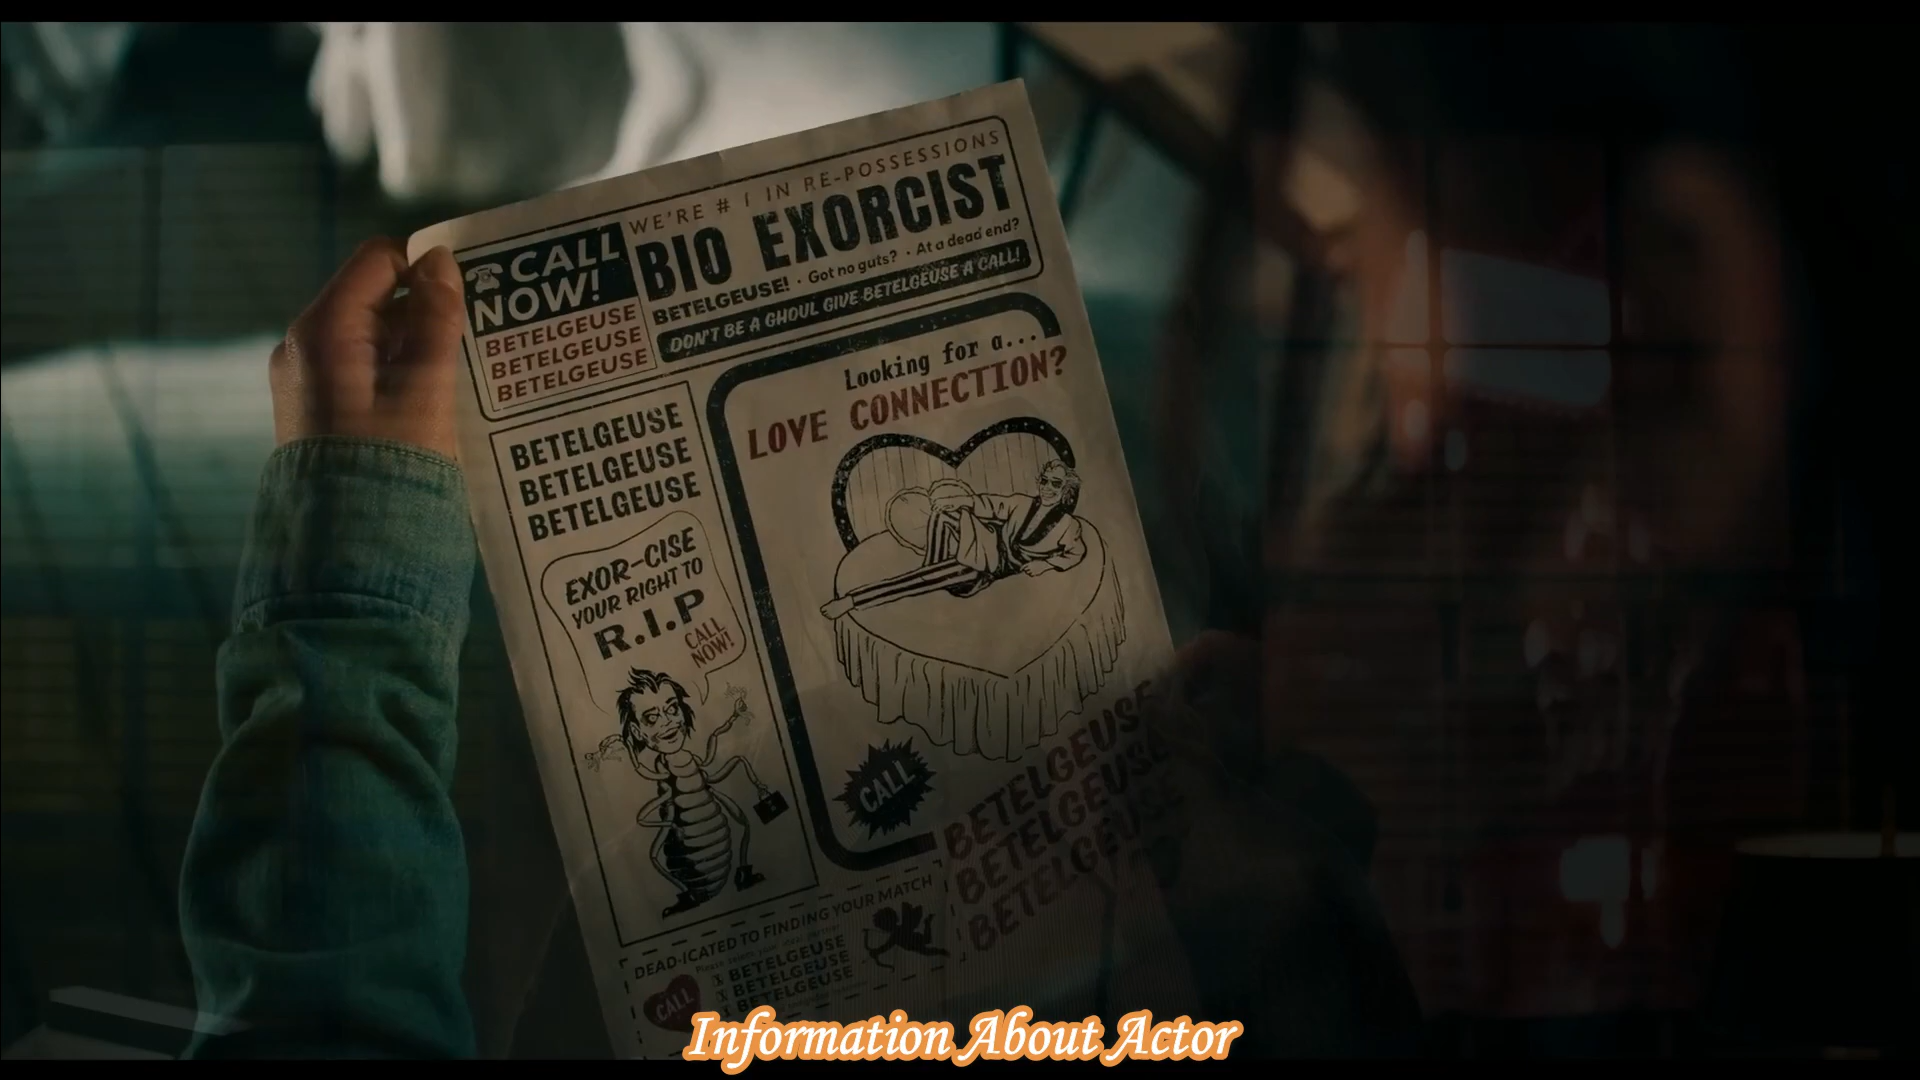 WE'RE # 1 IN RE-POSSESSIONS
CALL
NOW!
BIO EXORCIST
BETELGEUSE! · Got no guts? · At a dead end?
DON'T BE A GHOUL GIVE BETELGEUSE A CALL!
BETELGEUSE
BETELGEUSE
BETELGEUSE
BETELGEUSE
BETELGEUSE
BETELGEUSE
EXOR-CISE
YOUR RIGHT TO
R.I.P
CALL
NOW!
Looking for a...
LOVE CONNECTION?
CALL
BETELGEUSE
BETELGEUSE
BETELGEUSE
DEAD-ICATED TO FINDING YOUR MATCH
CALL
X BETELGEUSE
X BETELGEUSE
X BETELGEUSE
Information About Actor